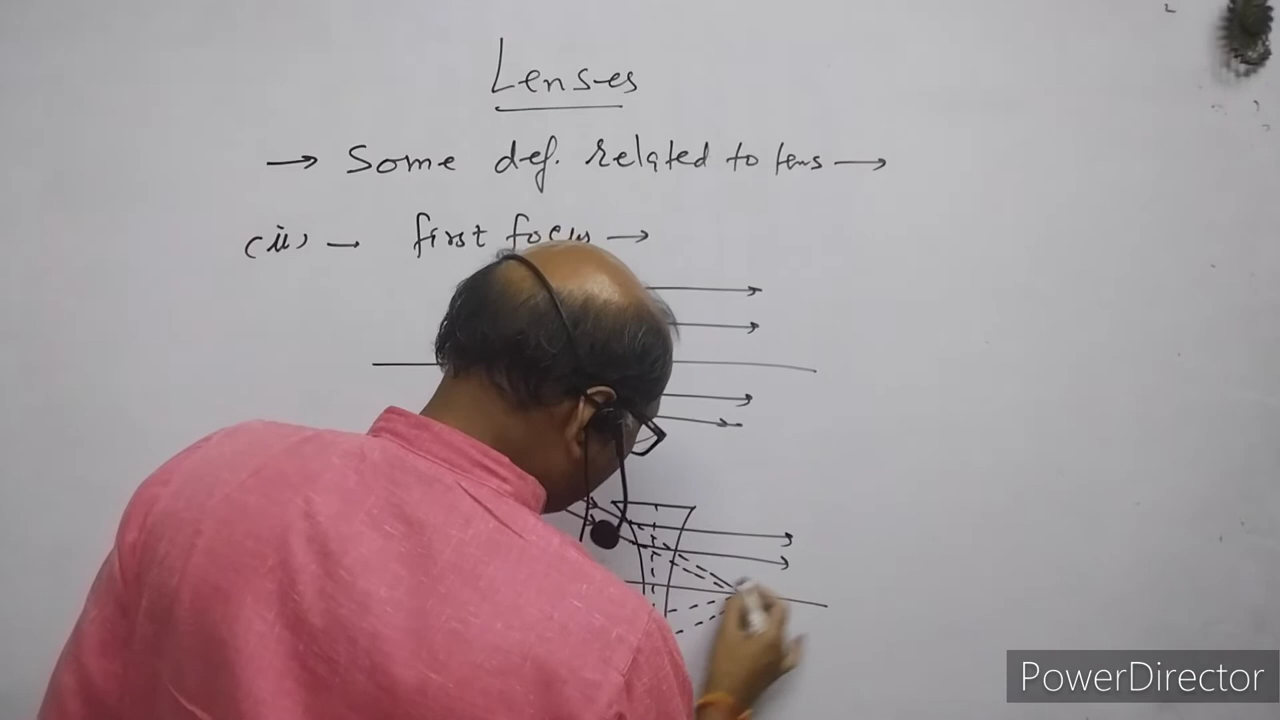 Lenses
→ Some def. related to lens →
(ii) → first focus →
PowerDirector